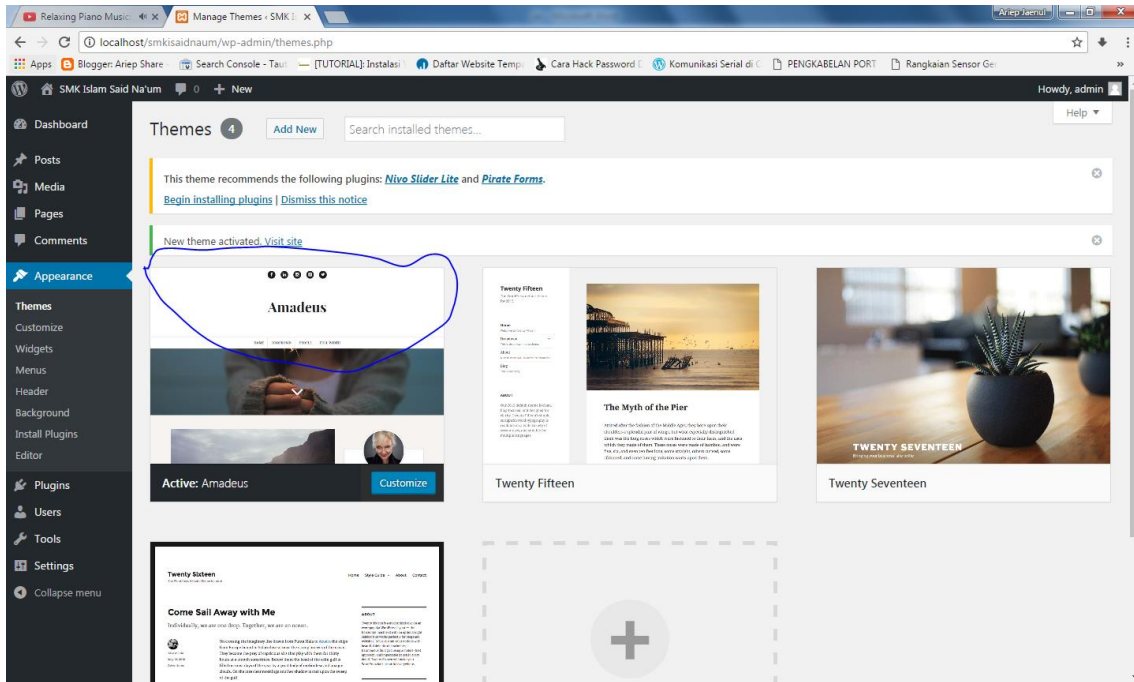 Relaxing Piano Music:
Manage Themes ‹ SMK I
Ariep Jaenul
localhost/smkisaidnaum/wp-admin/themes.php
Apps
Blogger: Ariep Share
Search Console - Taut
[TUTORIAL]: Instalasi
Daftar Website Temp
Cara Hack Password
Komunikasi Serial di
PENGKABELAN PORT
Rangkaian Sensor Ge
»
SMK Islam Said Na'um
0
+ New
Howdy, admin
Help
Dashboard
Posts
Media
Pages
Comments
Appearance
Themes
Customize
Widgets
Menus
Header
Background
Install Plugins
Editor
Plugins
Users
Tools
Settings
Collapse menu
Themes 4
Add New
Search installed themes...
This theme recommends the following plugins: Nivo Slider Lite and Pirate Forms.
Begin installing plugins | Dismiss this notice
New theme activated. Visit site
Amadeus
Active: Amadeus
Customize
Twenty Fifteen
The Myth of the Pier
Twenty Fifteen
TWENTY SEVENTEEN
Twenty Seventeen
Twenty Sixteen
Home
Style Guide
About
Contact
Come Sail Away with Me
Individually, we are one drop. Together, we are an ocean.
ABOUT